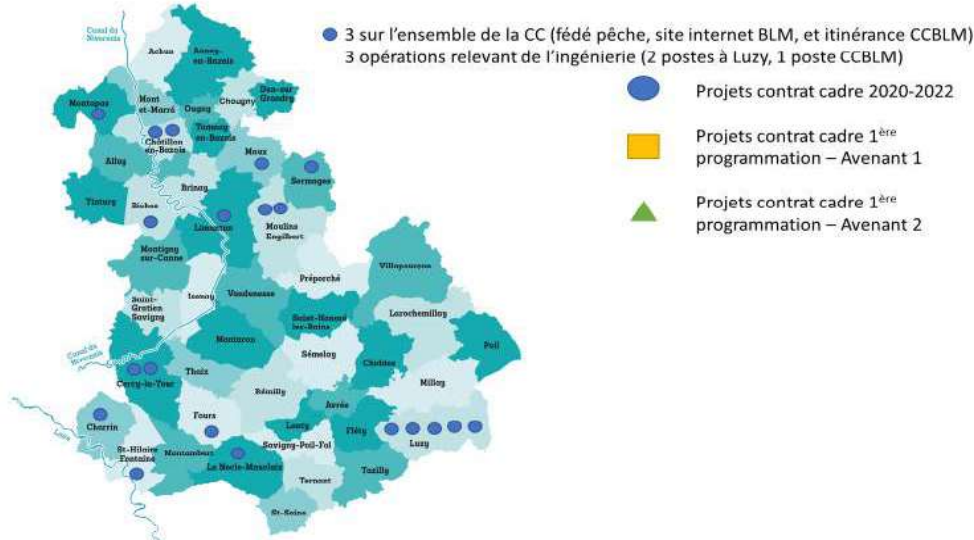 Canal du Nivernais
3 sur l’ensemble de la CC (fédé pêche, site internet BLM, et itinérance CCBLM)
3 opérations relevant de l’ingénierie (2 postes à Luzy, 1 poste CCBLM)
Projets contrat cadre 2020-2022
Projets contrat cadre 1ère
programmation – Avenant 1
Projets contrat cadre 1ère
programmation – Avenant 2
Achun
Aunay-
en-Bazois
Montapas
Mont
et-Marré
Ougny
Chougny
Dun-sur
Grandry
Châtillon
en-Bazois
Tamnay
en-Bazois
Alluy
Maux
Sermages
Tintury
Brinay
Biches
Limanton
Moulins
Engilbert
Montigny
sur-Canne
Préporché
Villapourçon
Isenay
Vandenesse
Saint-
Gratien
Savigny
Saint-Honoré
les-Bains
Larochemillay
Canal du
Nivernais
Montaron
Sémelay
Chiddes
Poil
Cercy-la-Tour
Thaix
Rémilly
Millay
Avrée
Charrin
Fours
Lanty
Fléty
Luzy
Loire
St-Hilaire
Fontaine
Montambert
Savigny-Poil-Fol
La Nocle-Maulaix
Ternant
Tazilly
St-Seine